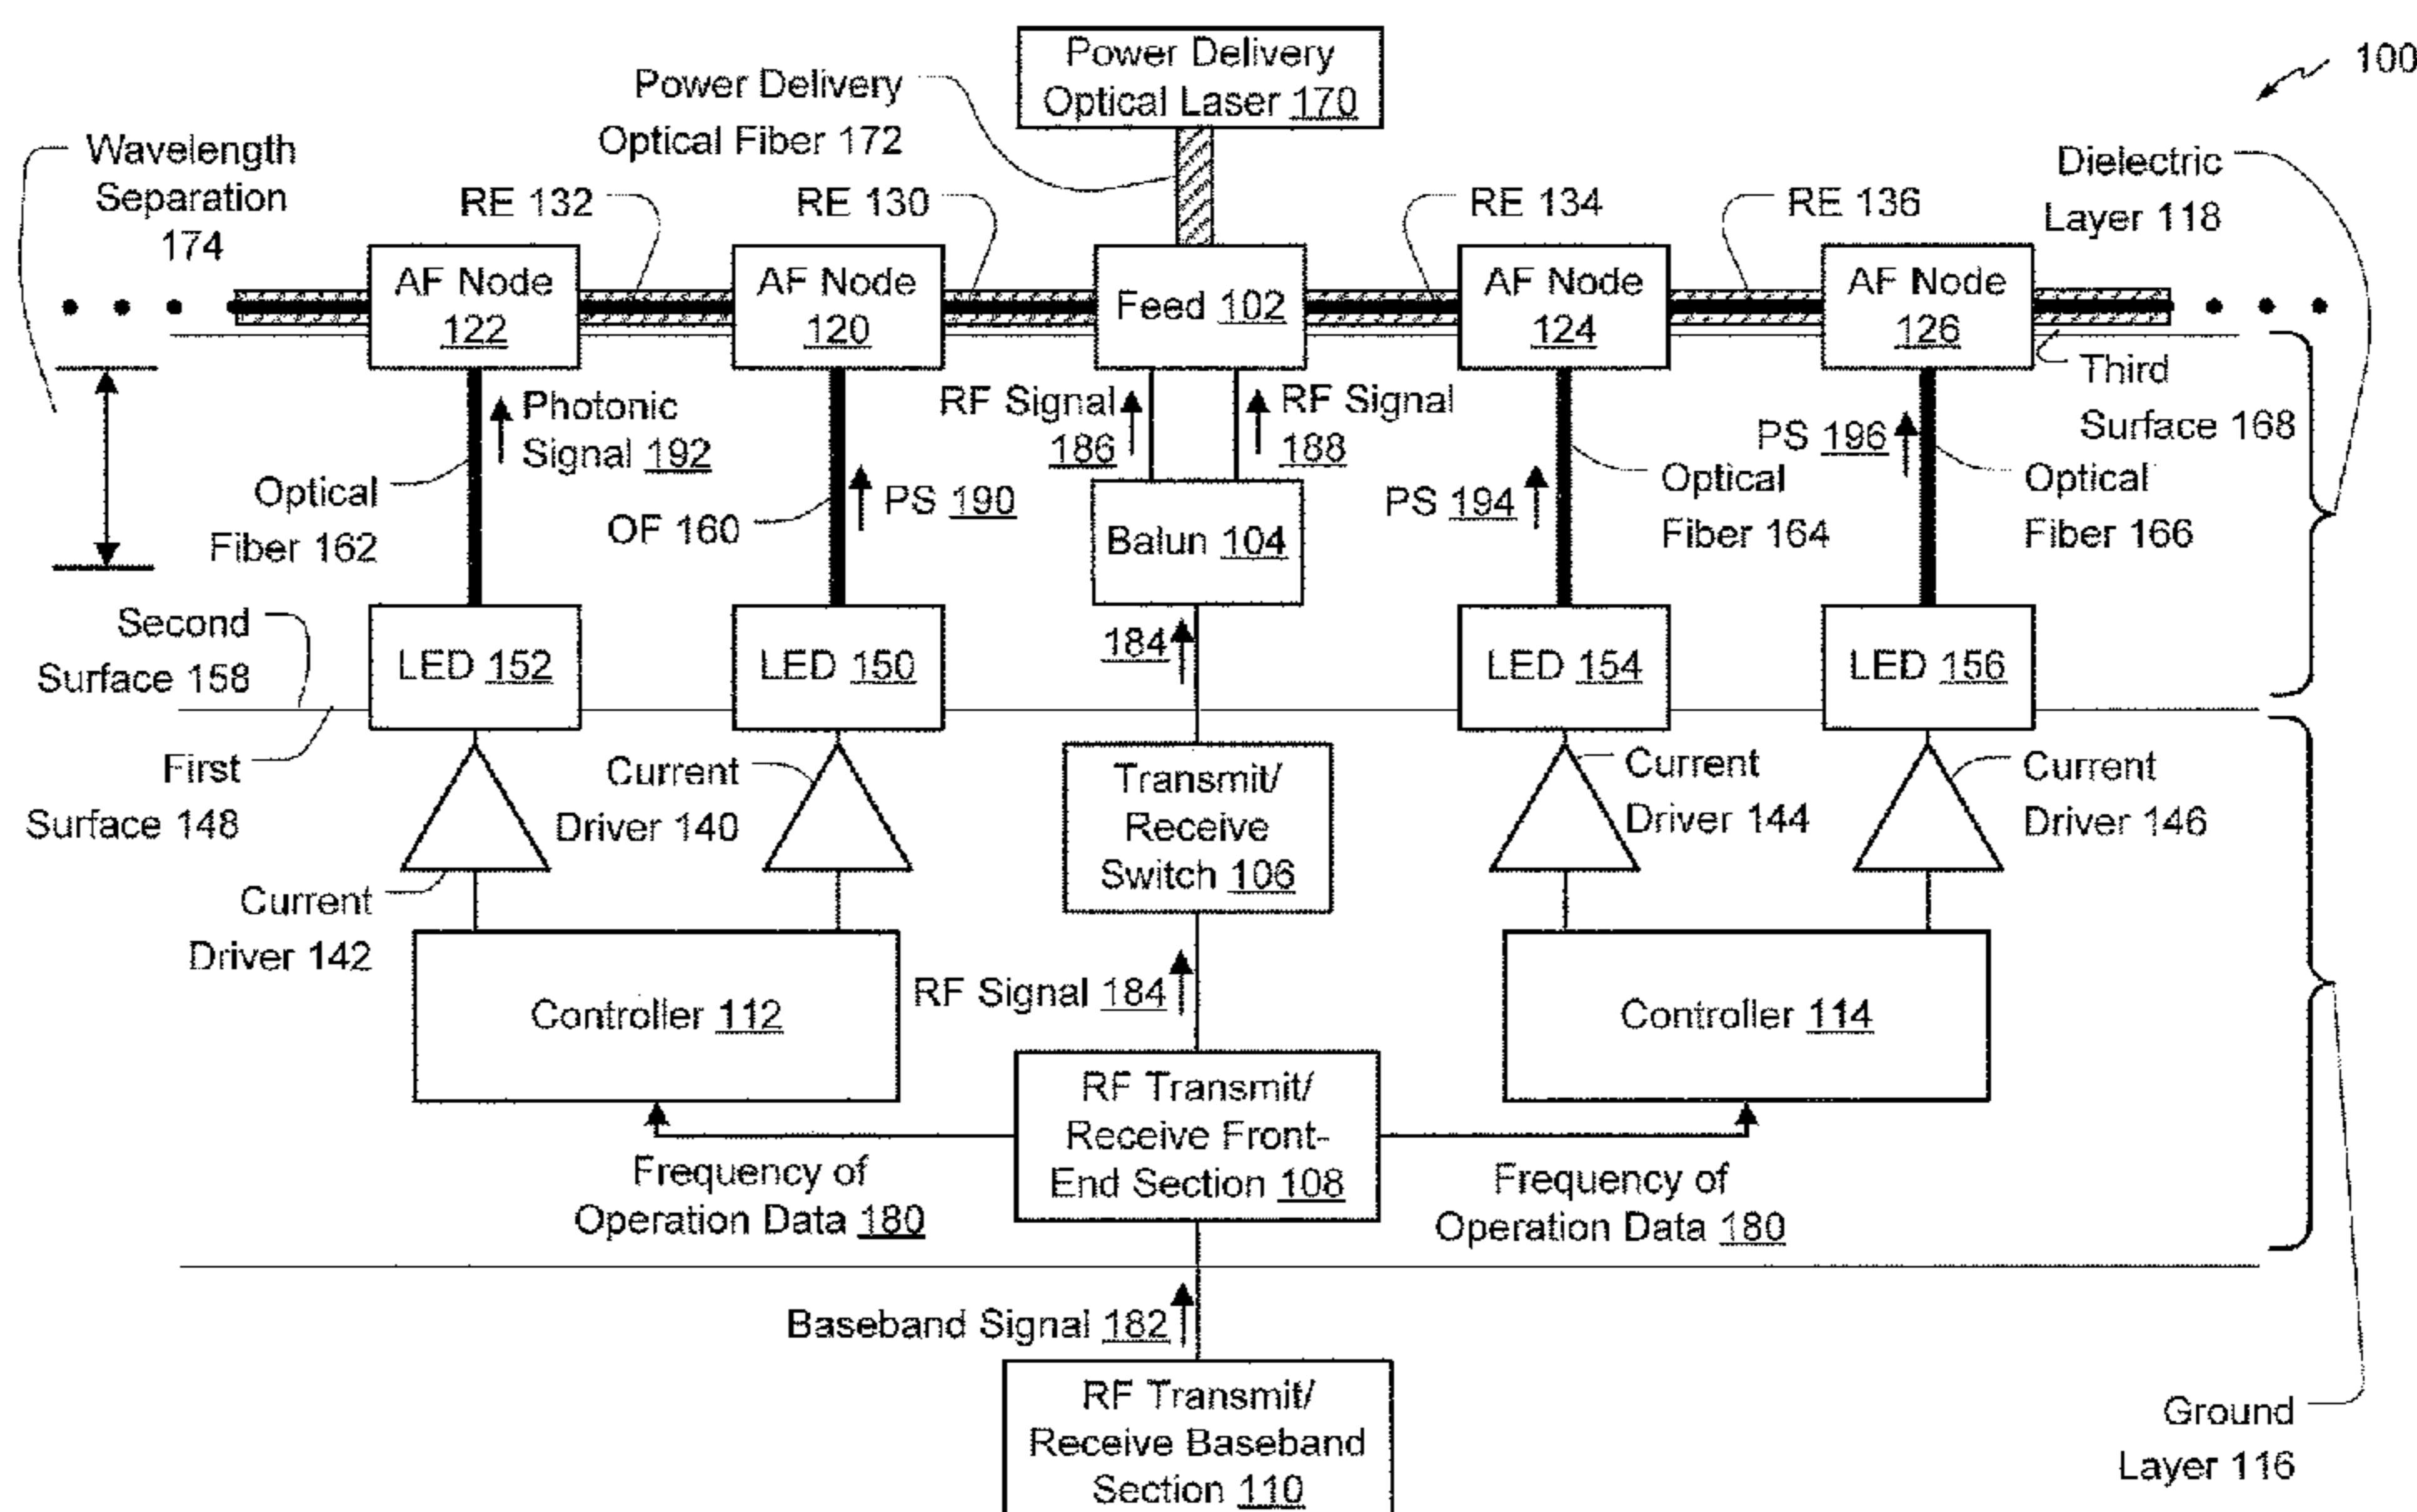 Power Delivery
Optical Laser 170
100
Power Delivery
Optical Fiber 172
Wavelength
Separation
174
Dielectric
Layer 118
RE 132
RE 130
RE 134
RE 136
AF Node
122
AF Node
120
Feed 102
AF Node
124
AF Node
126
Third
Surface 168
Photonic
Signal 192
RF Signal
186
RF Signal
188
Optical
Fiber 162
OF 160
PS 190
Balun 104
PS 194
Optical
Fiber 164
PS 196
Optical
Fiber 166
Second
Surface 158
LED 152
LED 150
184
LED 154
LED 156
First
Surface 148
Current
Driver 140
Transmit/
Receive
Switch 106
Current
Driver 144
Current
Driver 146
Current
Driver 142
Controller 112
RF Signal 184
Controller 114
RF Transmit/
Receive Front-
End Section 108
Frequency of
Operation Data 180
Frequency of
Operation Data 180
Baseband Signal 182
RF Transmit/
Receive Baseband
Section 110
Ground
Layer 116